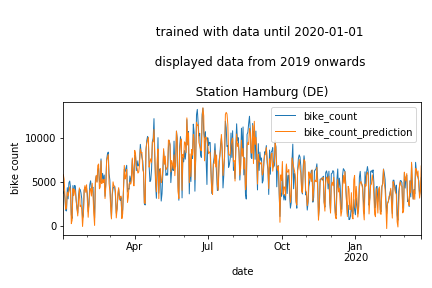 trained with data until 2020-01-01
displayed data from 2019 onwards
Station Hamburg (DE)
bike_count
bike_count_prediction
10000
5000
0
bike count
Apr
Jul
Oct
Jan
2020
date